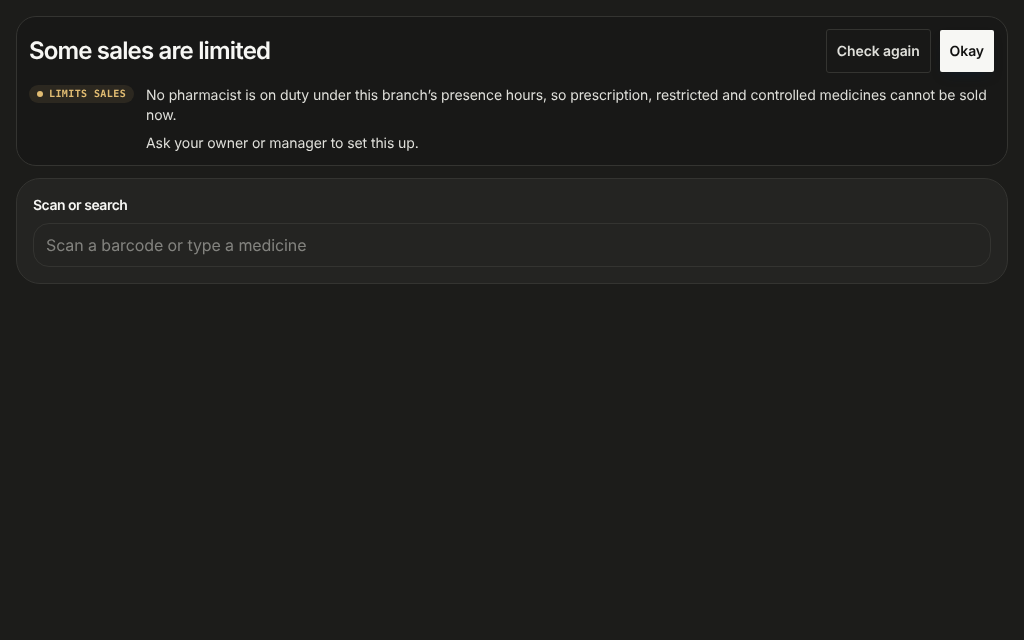 Some sales are limited
Check again
Okay
LIMITS SALES
No pharmacist is on duty under this branch’s presence hours, so prescription, restricted and controlled medicines cannot be sold
now.
Ask your owner or manager to set this up.
Scan or search
Scan a barcode or type a medicine